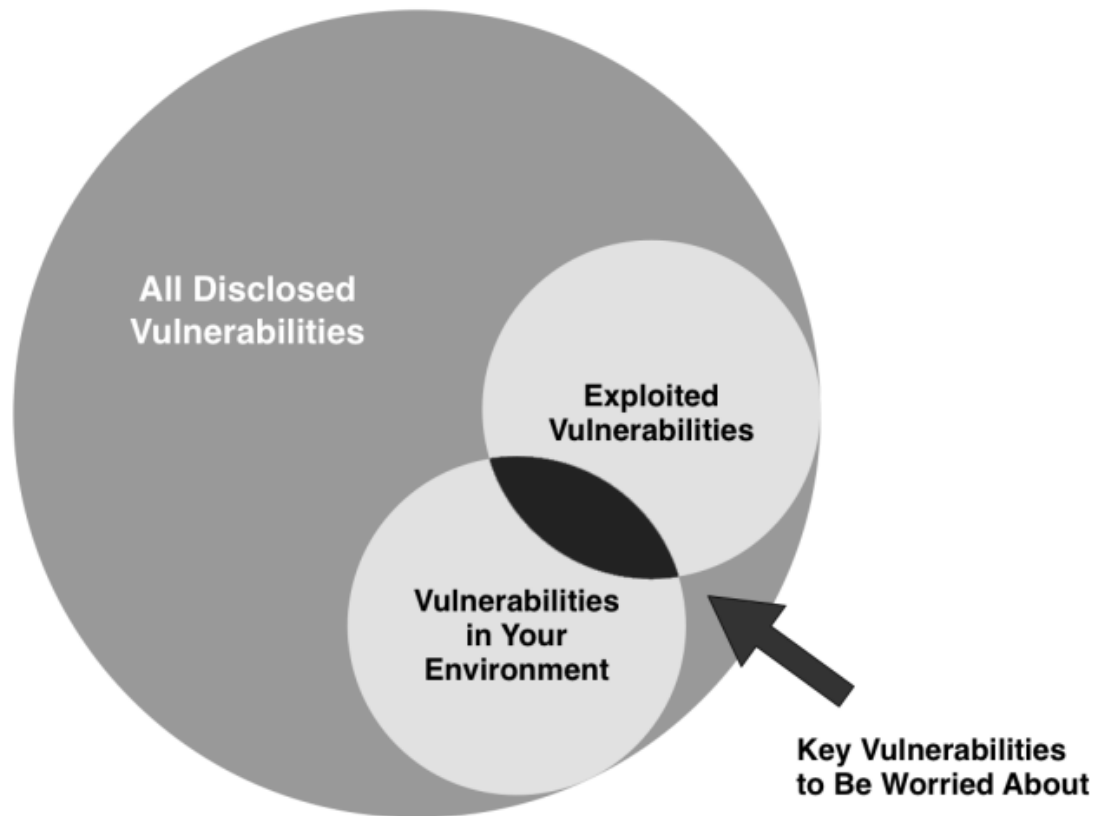 All Disclosed
Vulnerabilities
Exploited
Vulnerabilities
Vulnerabilities
in Your
Environment
Key Vulnerabilities
to Be Worried About